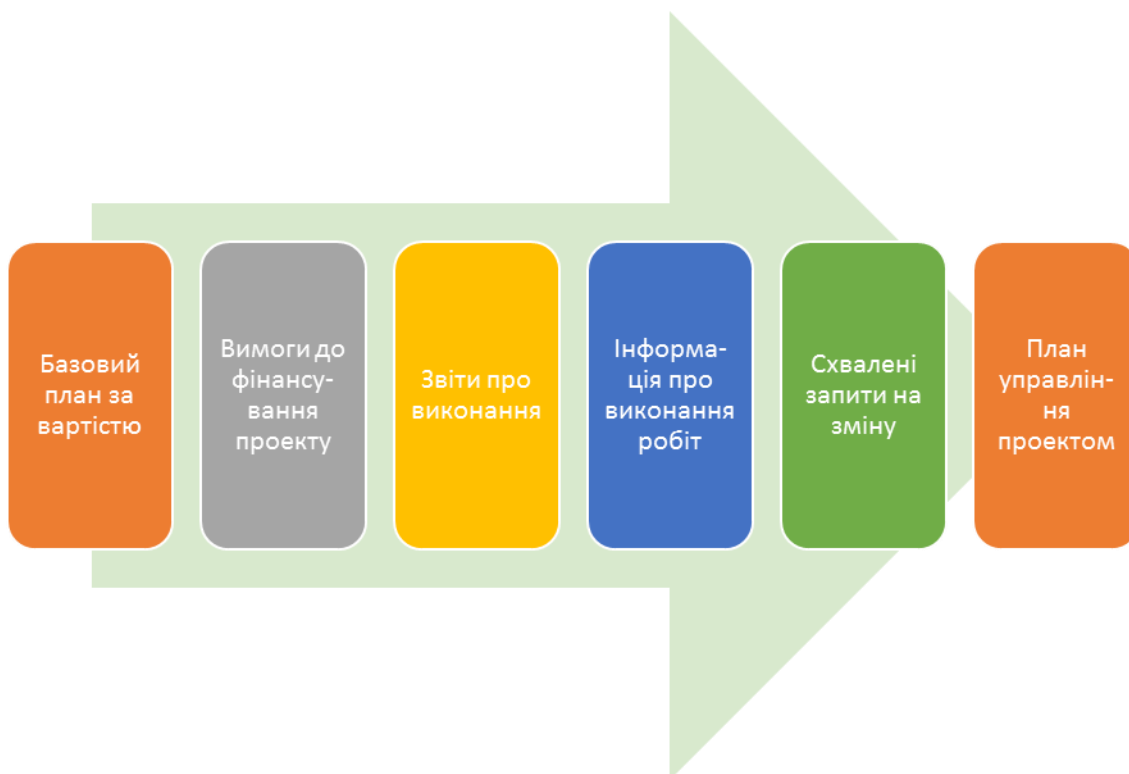 Базовий
план за
вартістю
Вимоги до
фінансу-
вання
проекту
Звіти про
виконання
Інформа-
ція про
виконання
робіт
Схвалені
запити на
зміну
План
управлін-
ня
проектом